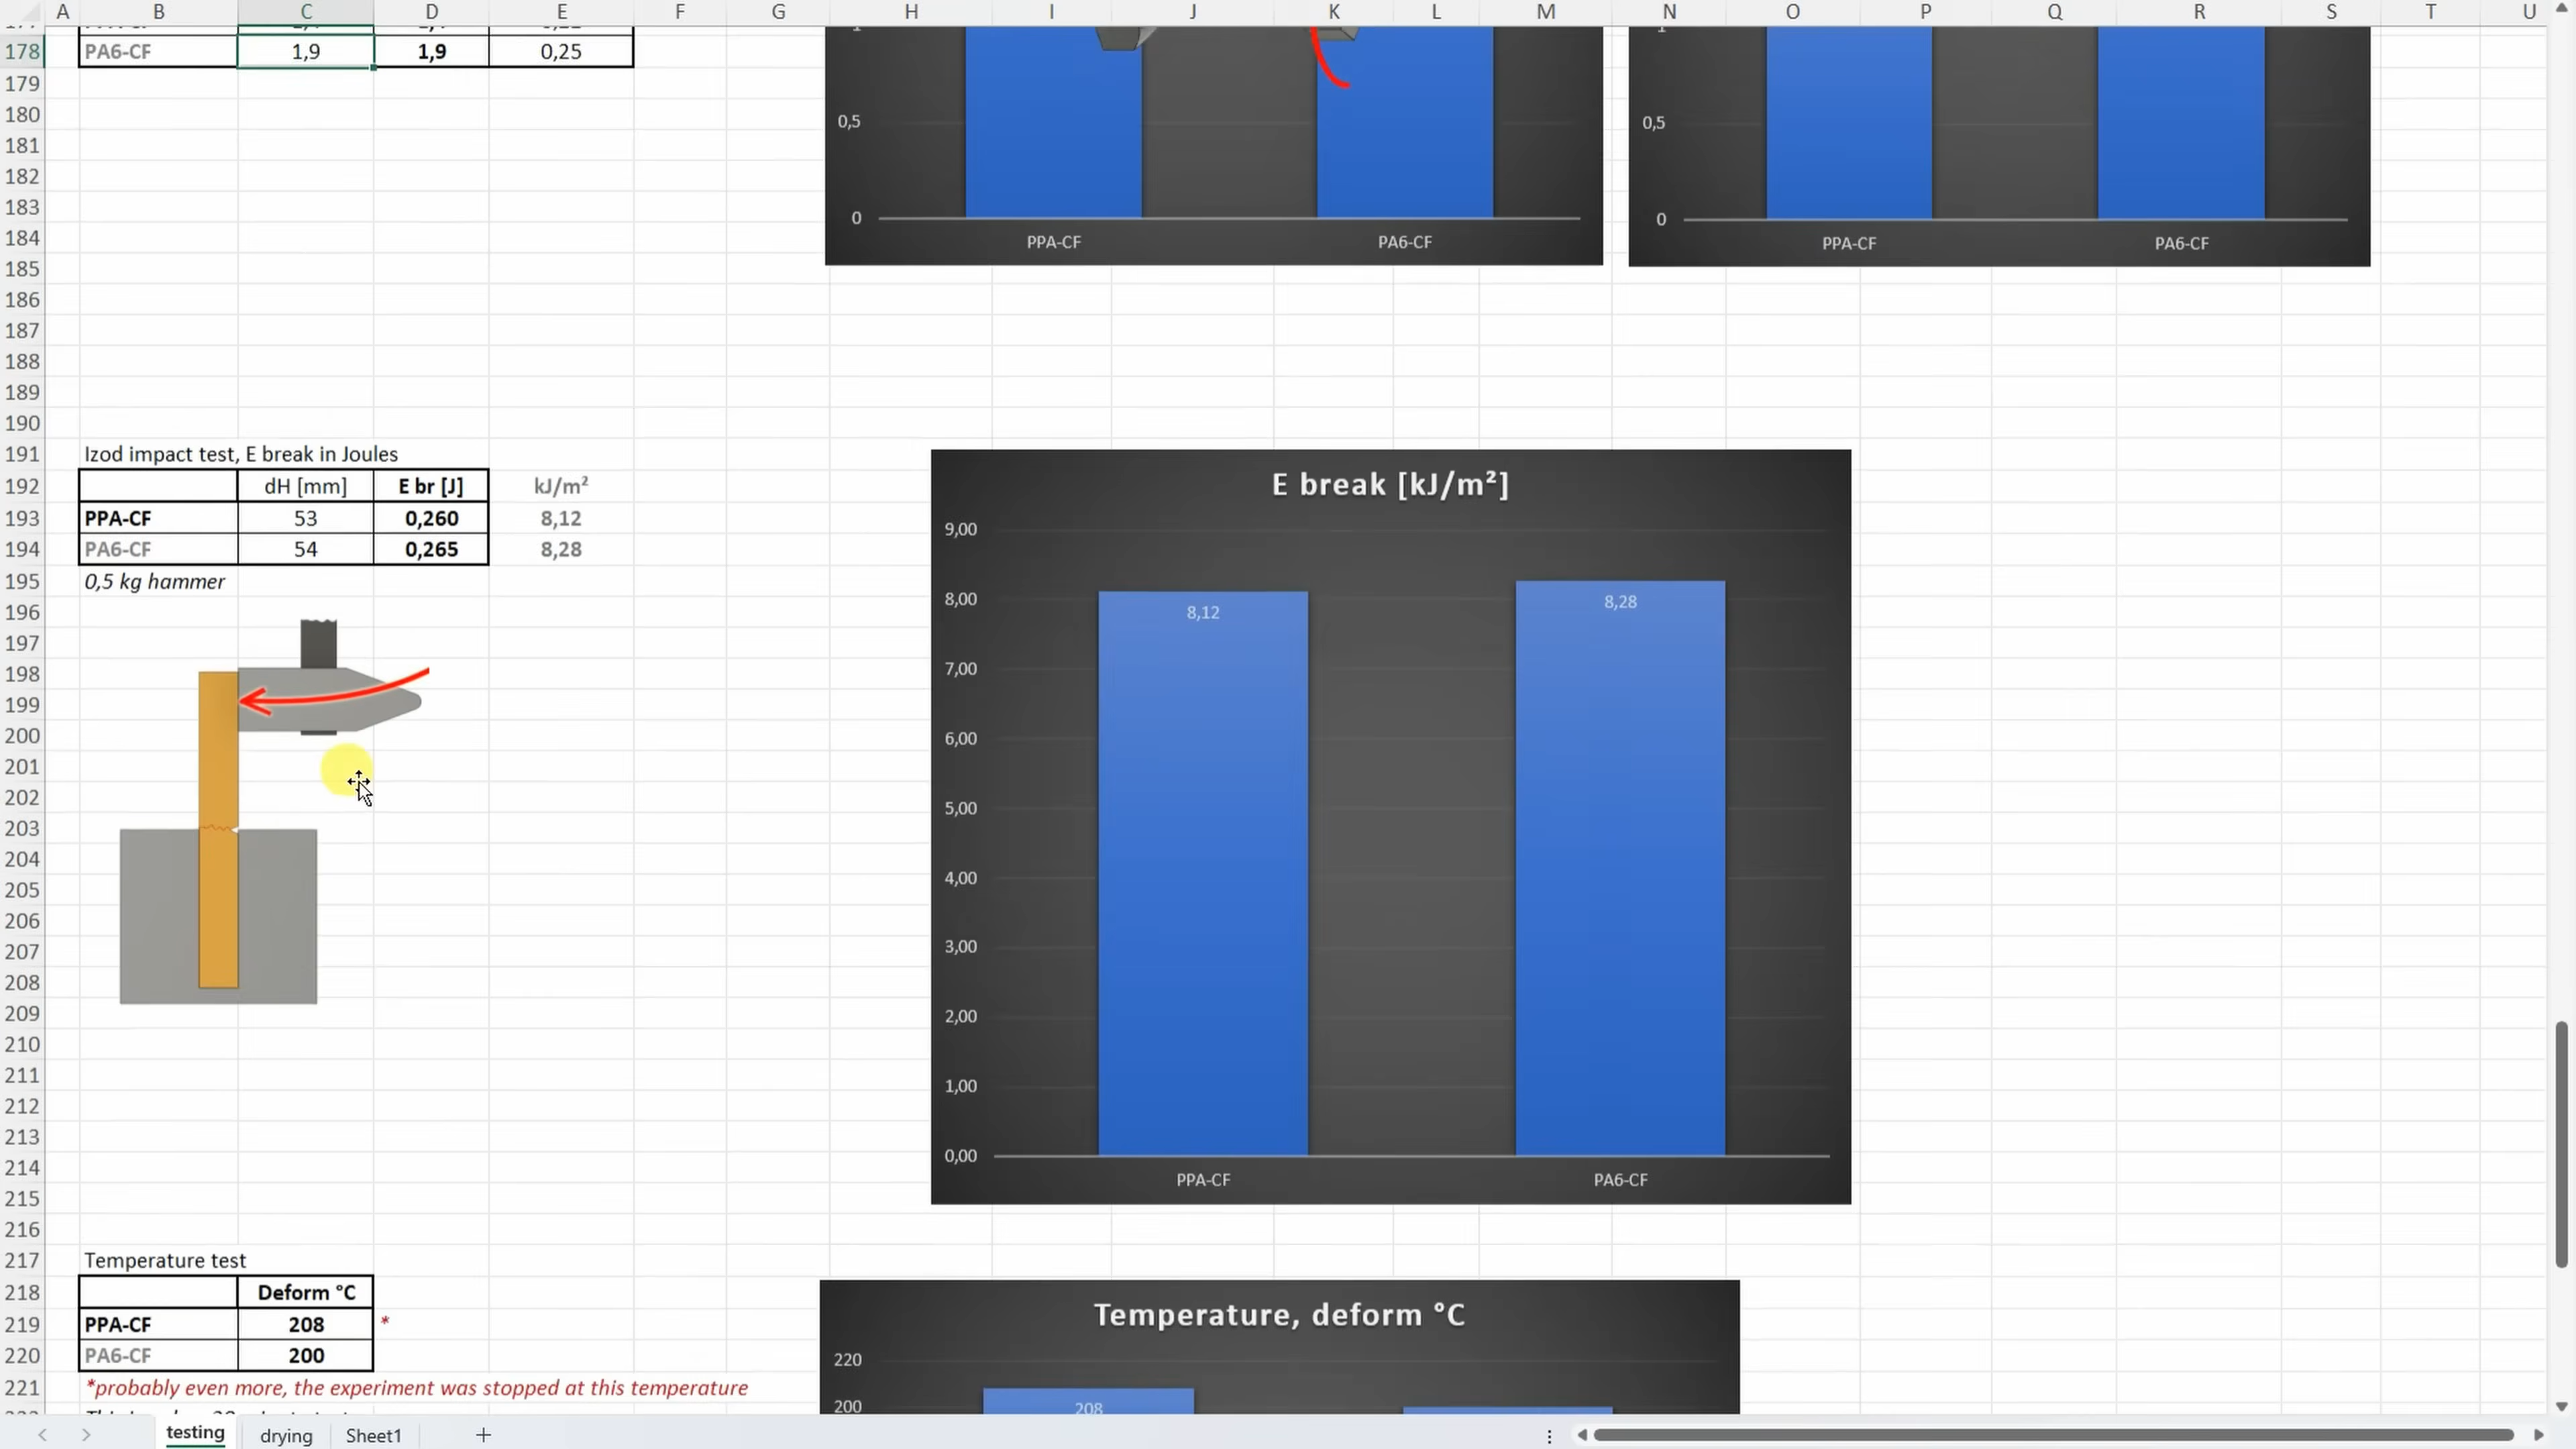 A B C D E F G H I J K L M N O P Q R S T U
178 PA6-CF 1,9 1,9 0,25
179
180
181
182
183
184
185
186
187
188
189
190
1
0,5
0
PPA-CF PA6-CF
1
0,5
0
PPA-CF PA6-CF
191 Izod impact test, E break in Joules
192 dH [mm] E br [J] kJ/m²
193 PPA-CF 53 0,260 8,12
194 PA6-CF 54 0,265 8,28
195 0,5 kg hammer
196
197
198
199
200
201
202
203
204
205
206
207
208
209
210
211
212
213
214
215
216
E break [kJ/m²]
9,00
8,00
7,00
6,00
5,00
4,00
3,00
2,00
1,00
0,00
8,12 8,28
PPA-CF PA6-CF
217 Temperature test
218 Deform °C
219 PPA-CF 208 *
220 PA6-CF 200
221 *probably even more, the experiment was stopped at this temperature
Temperature, deform °C
220
200
208
testing drying Sheet1 +